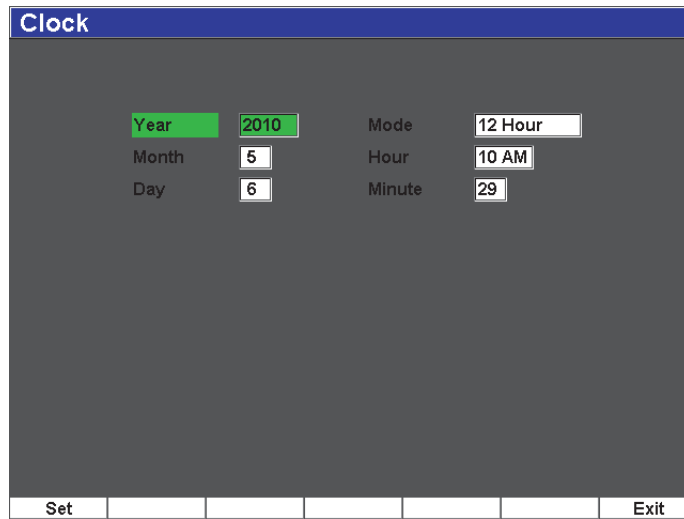 Clock
Year 2010 Mode 12 Hour
Month 5 Hour 10 AM
Day 6 Minute 29
Set Exit